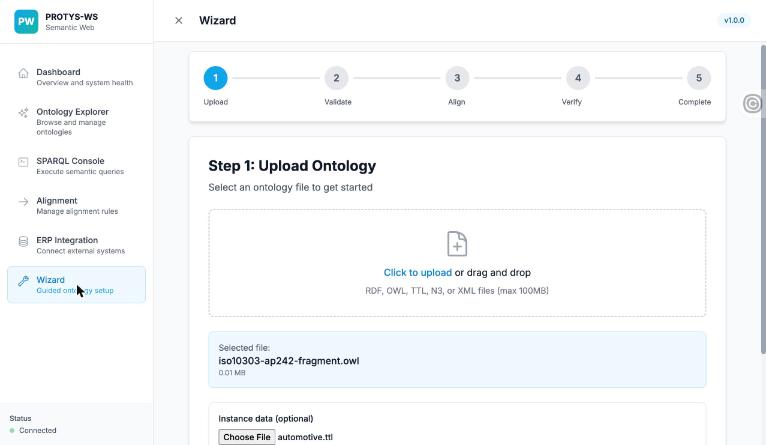 PW
PROTYS-WS
Semantic Web
Dashboard
Overview and system health
Ontology Explorer
Browse and manage
ontologies
SPARQL Console
Execute semantic queries
Alignment
Manage alignment rules
ERP Integration
Connect external systems
Wizard
Guided ontology setup
Status
Connected
Wizard
v1.0.0
1
2
3
4
5
Upload
Validate
Align
Verify
Complete
Step 1: Upload Ontology
Select an ontology file to get started
Click to upload or drag and drop
RDF, OWL, TTL, N3, or XML files (max 100MB)
Selected file:
iso10303-ap242-fragment.owl
0.01 MB
Instance data (optional)
Choose File automotive.ttl